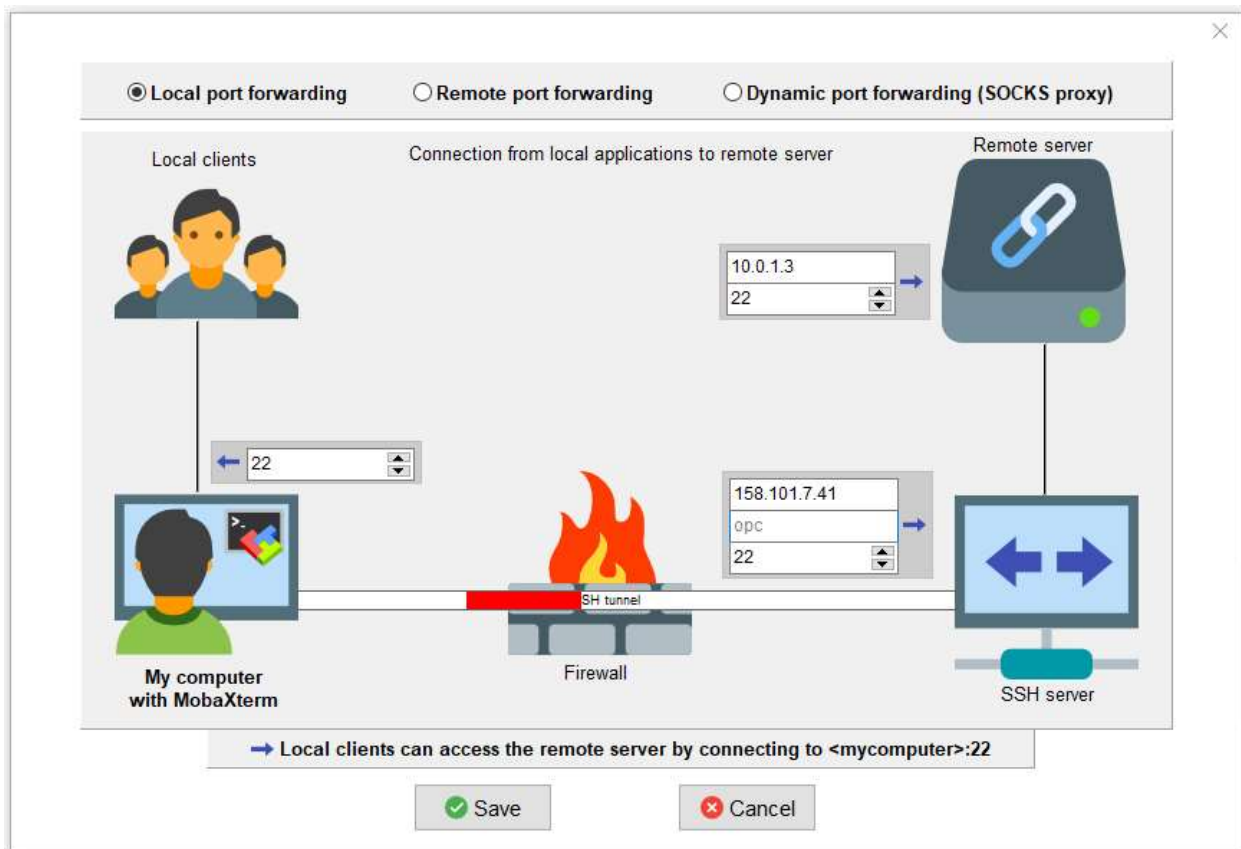 Local port forwarding
Remote port forwarding
Dynamic port forwarding (SOCKS proxy)
Local clients
Connection from local applications to remote server
Remote server
10.0.1.3
22
22
158.101.7.41
opc
22
>_
SH tunnel
My computer
with MobaXterm
Firewall
SSH server
Local clients can access the remote server by connecting to <mycomputer>:22
Save
Cancel